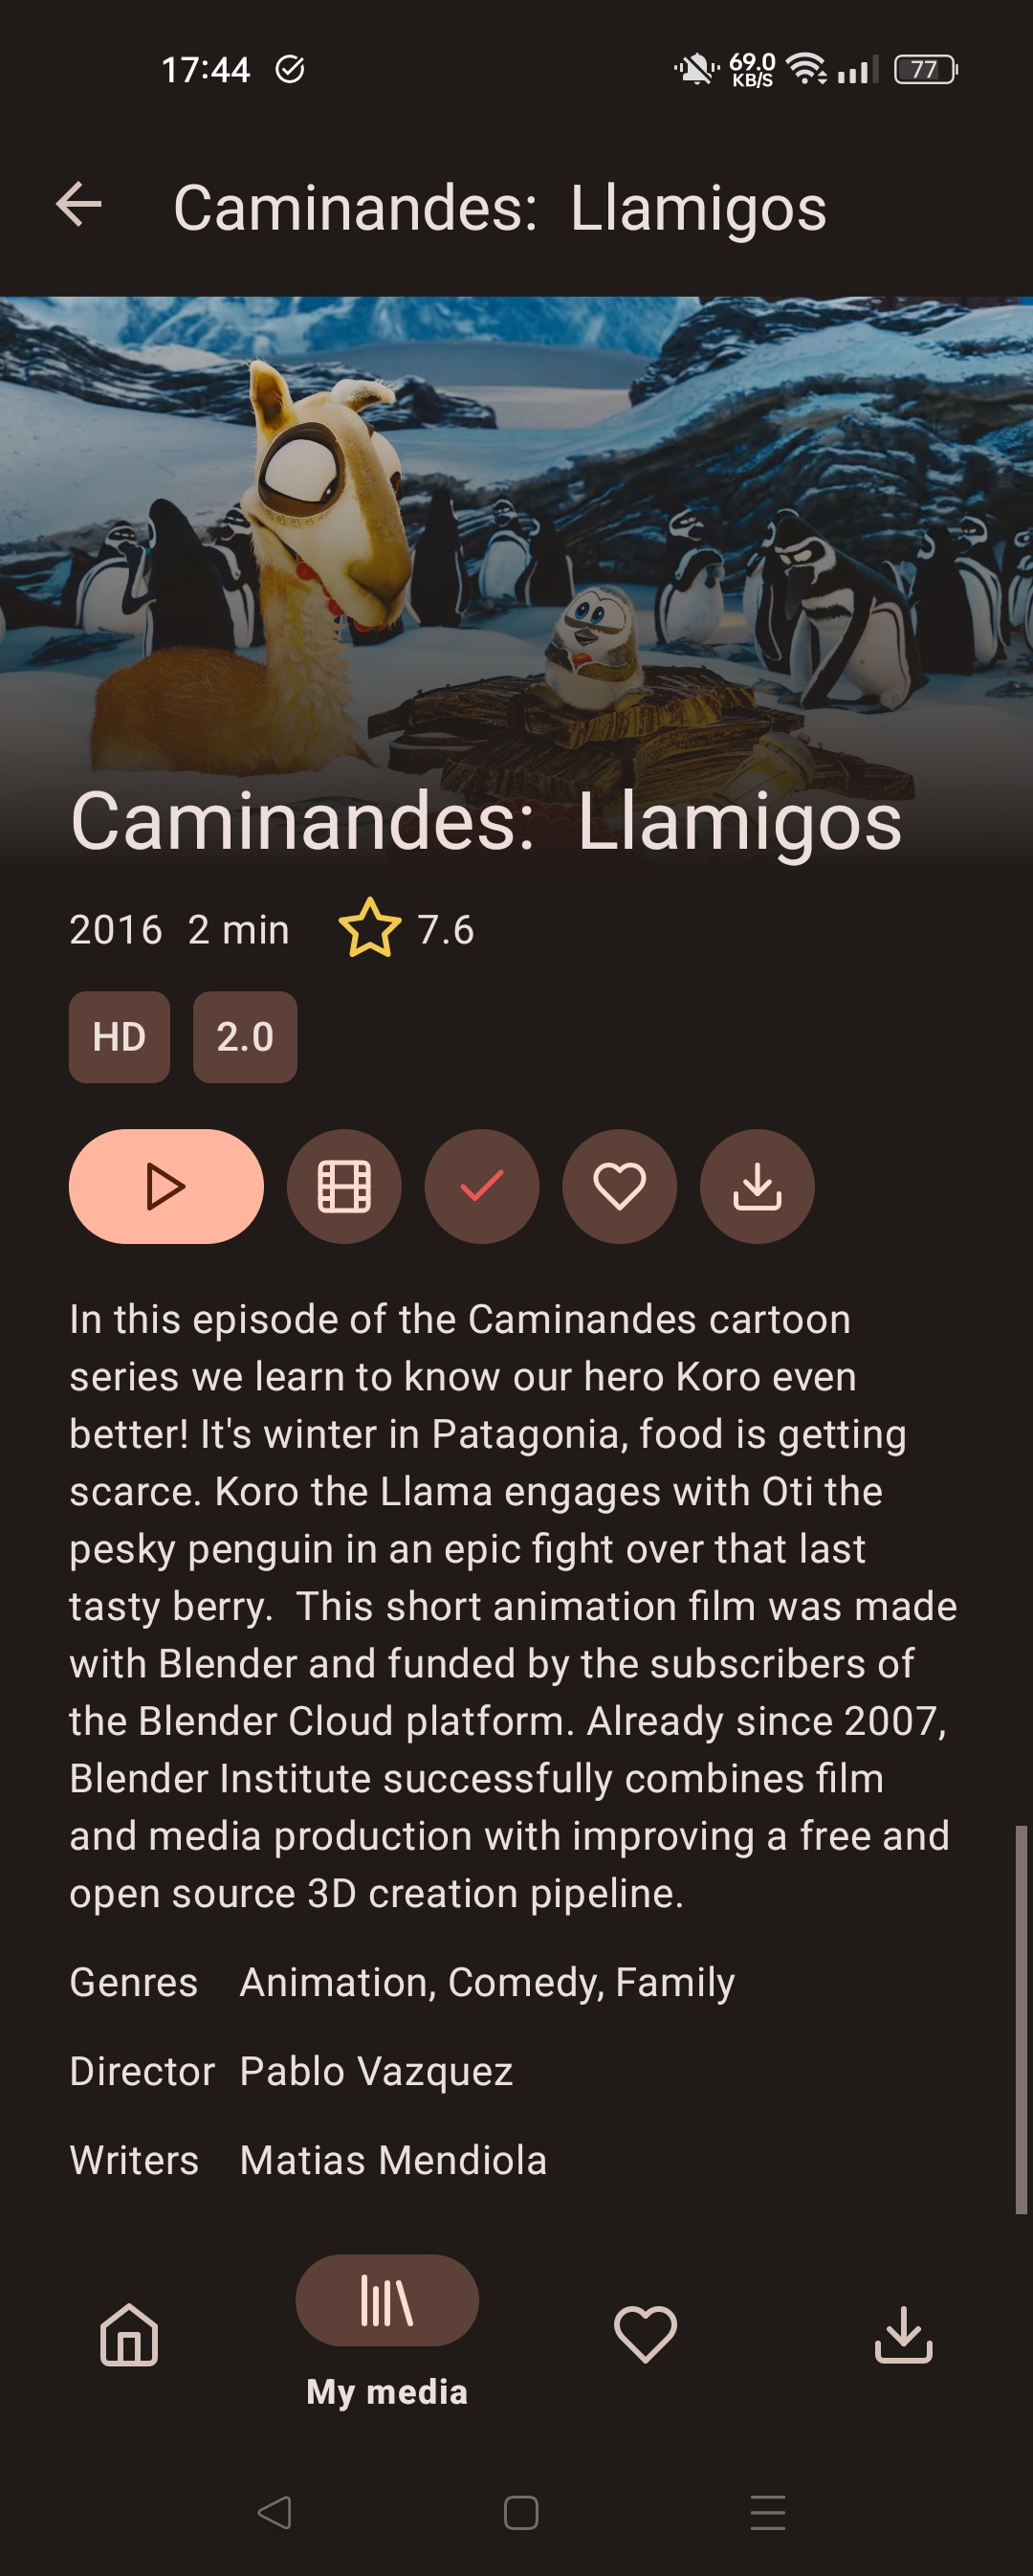 17:44
69.0
KB/S
77
Caminandes:  Llamigos
Caminandes:  Llamigos
2016 2 min 7.6
HD 2.0
In this episode of the Caminandes cartoon
series we learn to know our hero Koro even
better! It's winter in Patagonia, food is getting
scarce. Koro the Llama engages with Oti the
pesky penguin in an epic fight over that last
tasty berry.  This short animation film was made
with Blender and funded by the subscribers of
the Blender Cloud platform. Already since 2007,
Blender Institute successfully combines film
and media production with improving a free and
open source 3D creation pipeline.
Genres Animation, Comedy, Family
Director Pablo Vazquez
Writers Matias Mendiola
My media